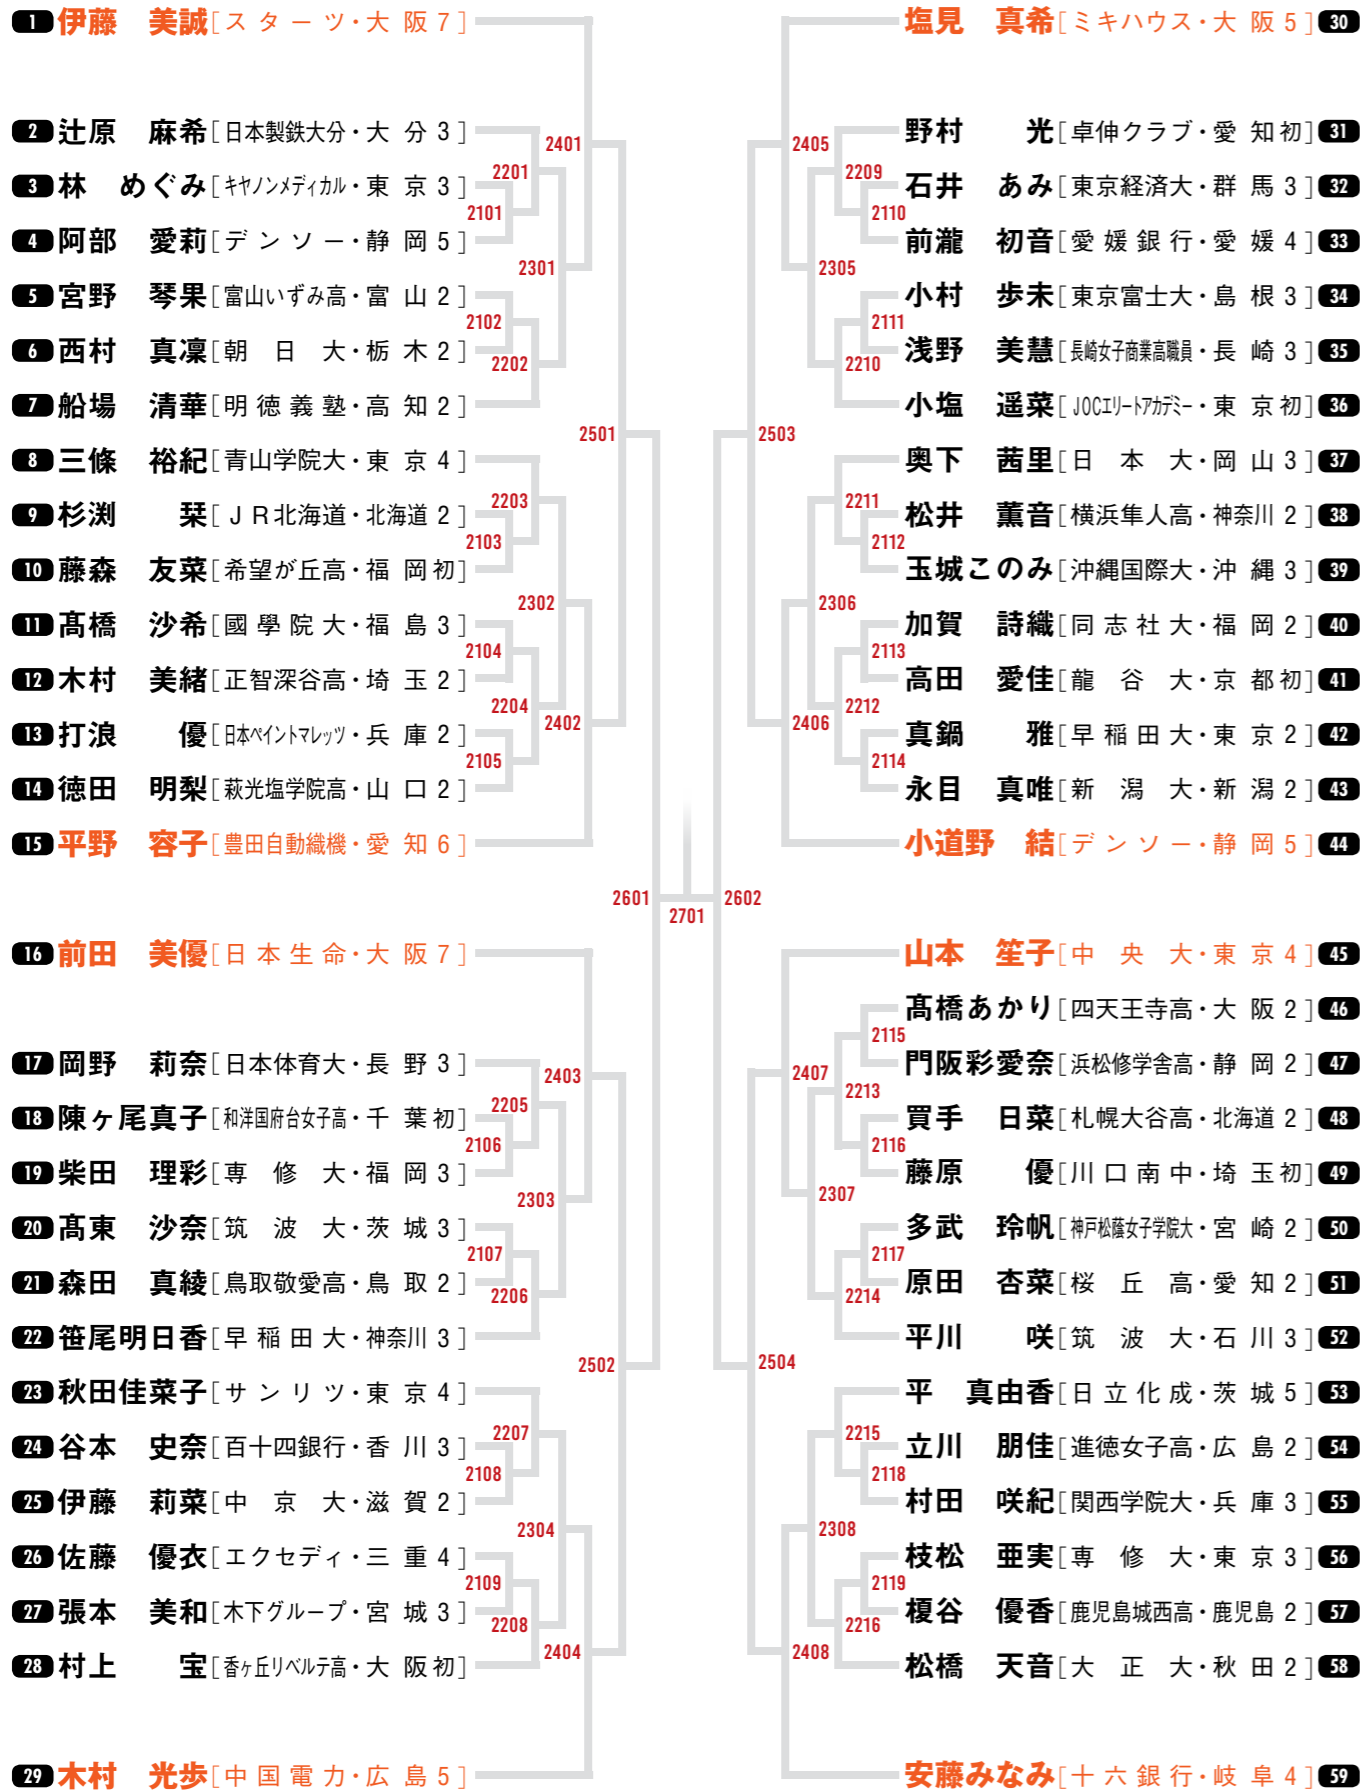 1 伊藤 美誠[スターツ・大阪7]
2 辻原 麻希[日本製鉄大分・大分3]
3 林 めぐみ[キヤノンメディカル・東京3]
4 阿部 愛莉[デンソー・静岡5]
5 宮野 琴果[富山いずみ高・富山2]
6 西村 真凜[朝日大・栃木2]
7 船場 清華[明徳義塾・高知2]
8 三條 裕紀[青山学院大・東京4]
9 杉渕 栞[JR北海道・北海道2]
10 藤森 友菜[希望が丘高・福岡初]
11 髙橋 沙希[國學院大・福島3]
12 木村 美緒[正智深谷高・埼玉2]
13 打浪 優[日本ペイントマレッツ・兵庫2]
14 徳田 明梨[萩光塩学院高・山口2]
15 平野 容子[豊田自動織機・愛知6]
16 前田 美優[日本生命・大阪7]
17 岡野 莉奈[日本体育大・長野3]
18 陳ヶ尾真子[和洋国府台女子高・千葉初]
19 柴田 理彩[専修大・福岡3]
20 髙東 沙奈[筑波大・茨城3]
21 森田 真綾[鳥取敬愛高・鳥取2]
22 笹尾明日香[早稲田大・神奈川3]
23 秋田佳菜子[サンリツ・東京4]
24 谷本 史奈[百十四銀行・香川3]
25 伊藤 莉菜[中京大・滋賀2]
26 佐藤 優衣[エクセディ・三重4]
27 張本 美和[木下グループ・宮城3]
28 村上 宝[香ヶ丘リベルテ高・大阪初]
29 木村 光歩[中国電力・広島5]
2101
2102
2103
2104
2105
2106
2107
2108
2109
2201
2202
2203
2204
2205
2206
2207
2208
2301
2302
2303
2304
2401
2402
2403
2404
2501
2502
2601
2701
2602
2503
2504
2405
2406
2407
2408
2305
2306
2307
2308
2209
2210
2211
2212
2213
2214
2215
2216
2110
2111
2112
2113
2114
2115
2116
2117
2118
2119
塩見 真希[ミキハウス・大阪5] 30
野村 光[卓伸クラブ・愛知初] 31
石井 あみ[東京経済大・群馬3] 32
前瀧 初音[愛媛銀行・愛媛4] 33
小村 歩未[東京富士大・島根3] 34
浅野 美慧[長崎女子商業高職員・長崎3] 35
小塩 遥菜[JOCエリートアカデミー・東京初] 36
奥下 茜里[日本大・岡山3] 37
松井 薫音[横浜隼人高・神奈川2] 38
玉城このみ[沖縄国際大・沖縄3] 39
加賀 詩織[同志社大・福岡2] 40
高田 愛佳[龍谷大・京都初] 41
真鍋 雅[早稲田大・東京2] 42
永目 真唯[新潟大・新潟2] 43
小道野 結[デンソー・静岡5] 44
山本 笙子[中央大・東京4] 45
髙橋あかり[四天王寺高・大阪2] 46
門阪彩愛奈[浜松修学舎高・静岡2] 47
買手 日菜[札幌大谷高・北海道2] 48
藤原 優[川口南中・埼玉初] 49
多武 玲帆[神戸松蔭女子学院大・宮崎2] 50
原田 杏菜[桜丘高・愛知2] 51
平川 咲[筑波大・石川3] 52
平 真由香[日立化成・茨城5] 53
立川 朋佳[進徳女子高・広島2] 54
村田 咲紀[関西学院大・兵庫3] 55
枝松 亜実[専修大・東京3] 56
榎谷 優香[鹿児島城西高・鹿児島2] 57
松橋 天音[大正大・秋田2] 58
安藤みなみ[十六銀行・岐阜4] 59